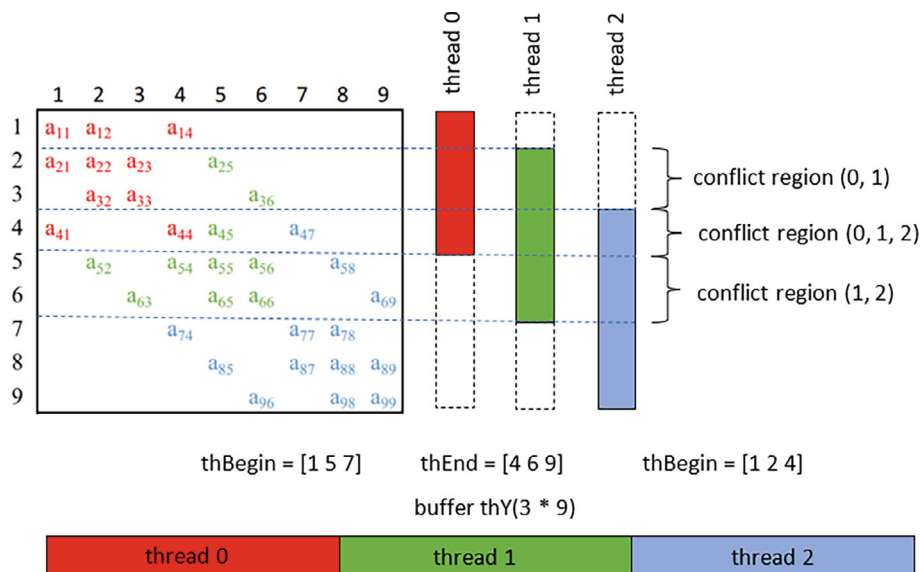 thread 0
thread 1
thread 2
1 2 3 4 5 6 7 8 9
1 a₁₁ a₁₂ a₁₄
2 a₂₁ a₂₂ a₂₃ a₂₅
conflict region (0, 1)
3 a₃₂ a₃₃ a₃₆
4 a₄₁ a₄₄ a₄₅ a₄₇
conflict region (0, 1, 2)
5 a₅₂ a₅₄ a₅₅ a₅₆ a₅₈
6 a₆₃ a₆₅ a₆₆ a₆₉
conflict region (1, 2)
7 a₇₄ a₇₇ a₇₈
8 a₈₅ a₈₇ a₈₈ a₈₉
9 a₉₆ a₉₈ a₉₉
thBegin = [1 5 7] thEnd = [4 6 9] thBegin = [1 2 4]
buffer thY(3 * 9)
thread 0 thread 1 thread 2